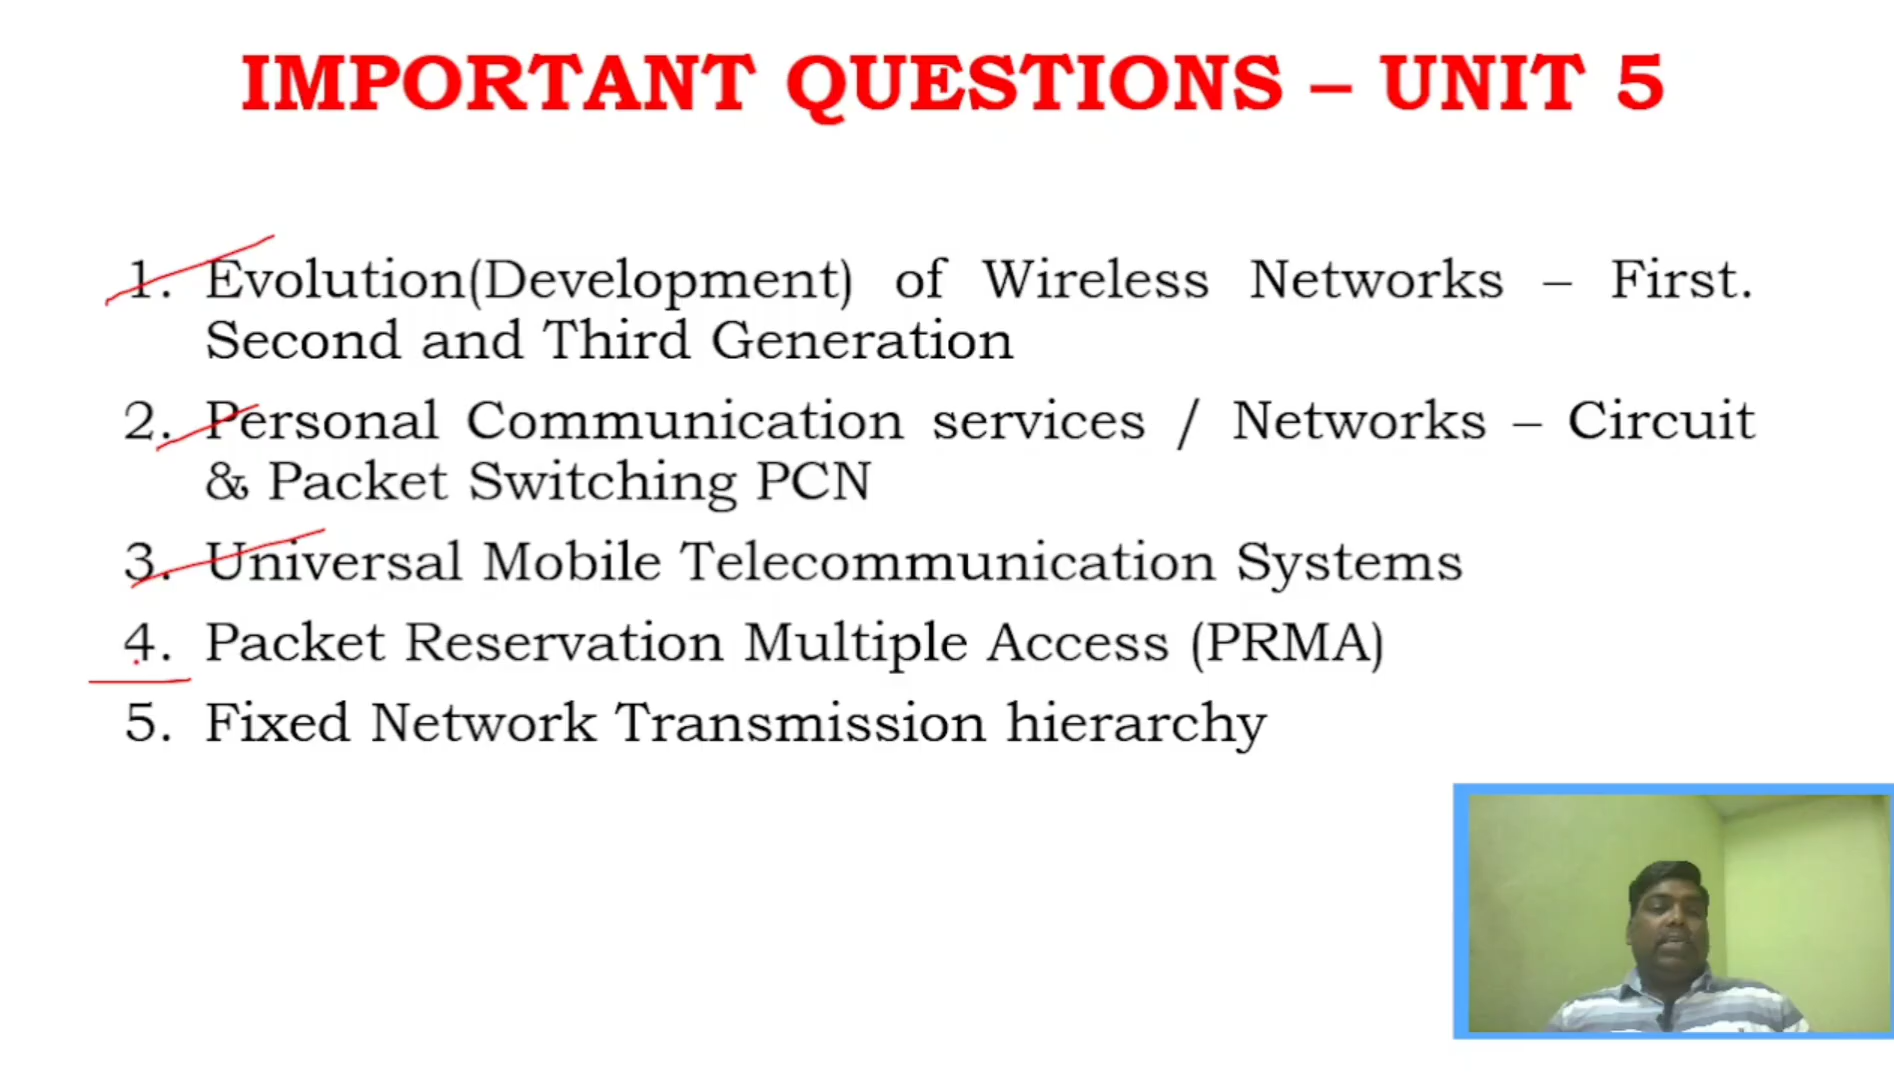 IMPORTANT QUESTIONS – UNIT 5
1. Evolution(Development) of Wireless Networks – First.
Second and Third Generation
2. Personal Communication services / Networks – Circuit
& Packet Switching PCN
3. Universal Mobile Telecommunication Systems
4. Packet Reservation Multiple Access (PRMA)
5. Fixed Network Transmission hierarchy